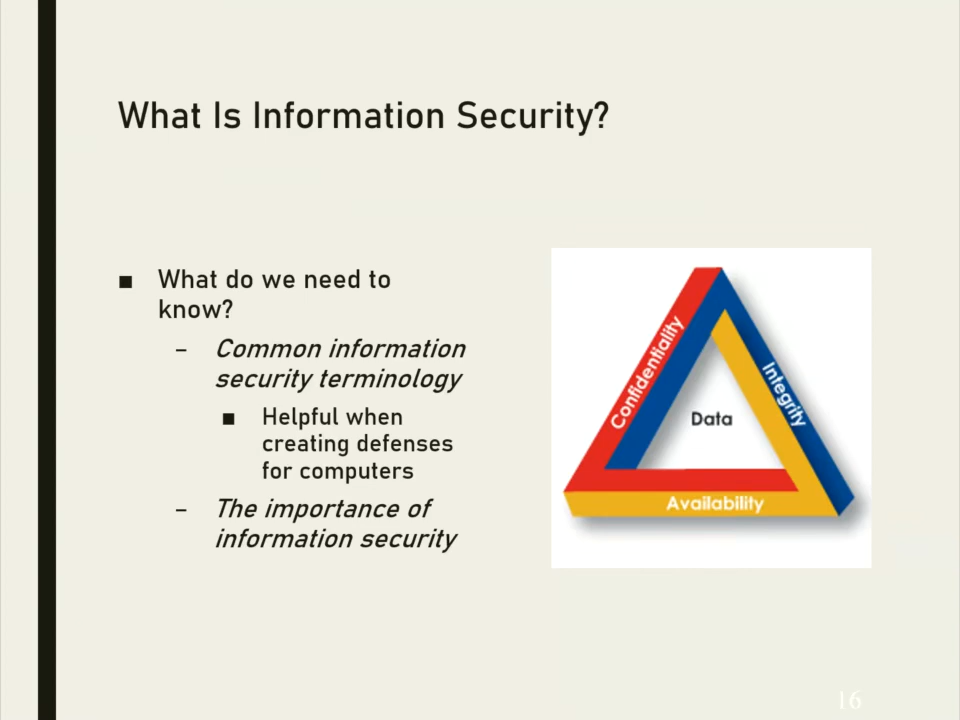 What Is Information Security?
■ What do we need to
know?
– Common information
security terminology
■ Helpful when
creating defenses
for computers
– The importance of
information security
Confidentiality
Integrity
Data
Availability
16